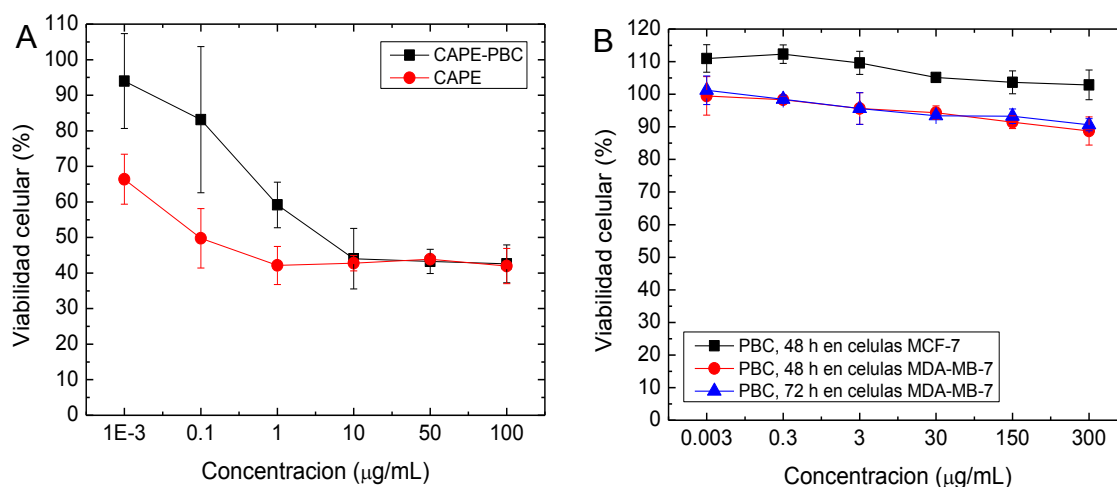 A
110
100
90
80
70
60
50
40
30
20
10
0
Viabilidad celular (%)
CAPE-PBC
CAPE
1E-3 0.1 1 10 50 100
Concentracion (μg/mL)
B
120
110
100
90
80
70
60
50
40
30
20
10
0
Viabilidad celular (%)
PBC, 48 h en celulas MCF-7
PBC, 48 h en celulas MDA-MB-7
PBC, 72 h en celulas MDA-MB-7
0.003 0.3 3 30 150 300
Concentracion (μg/mL)